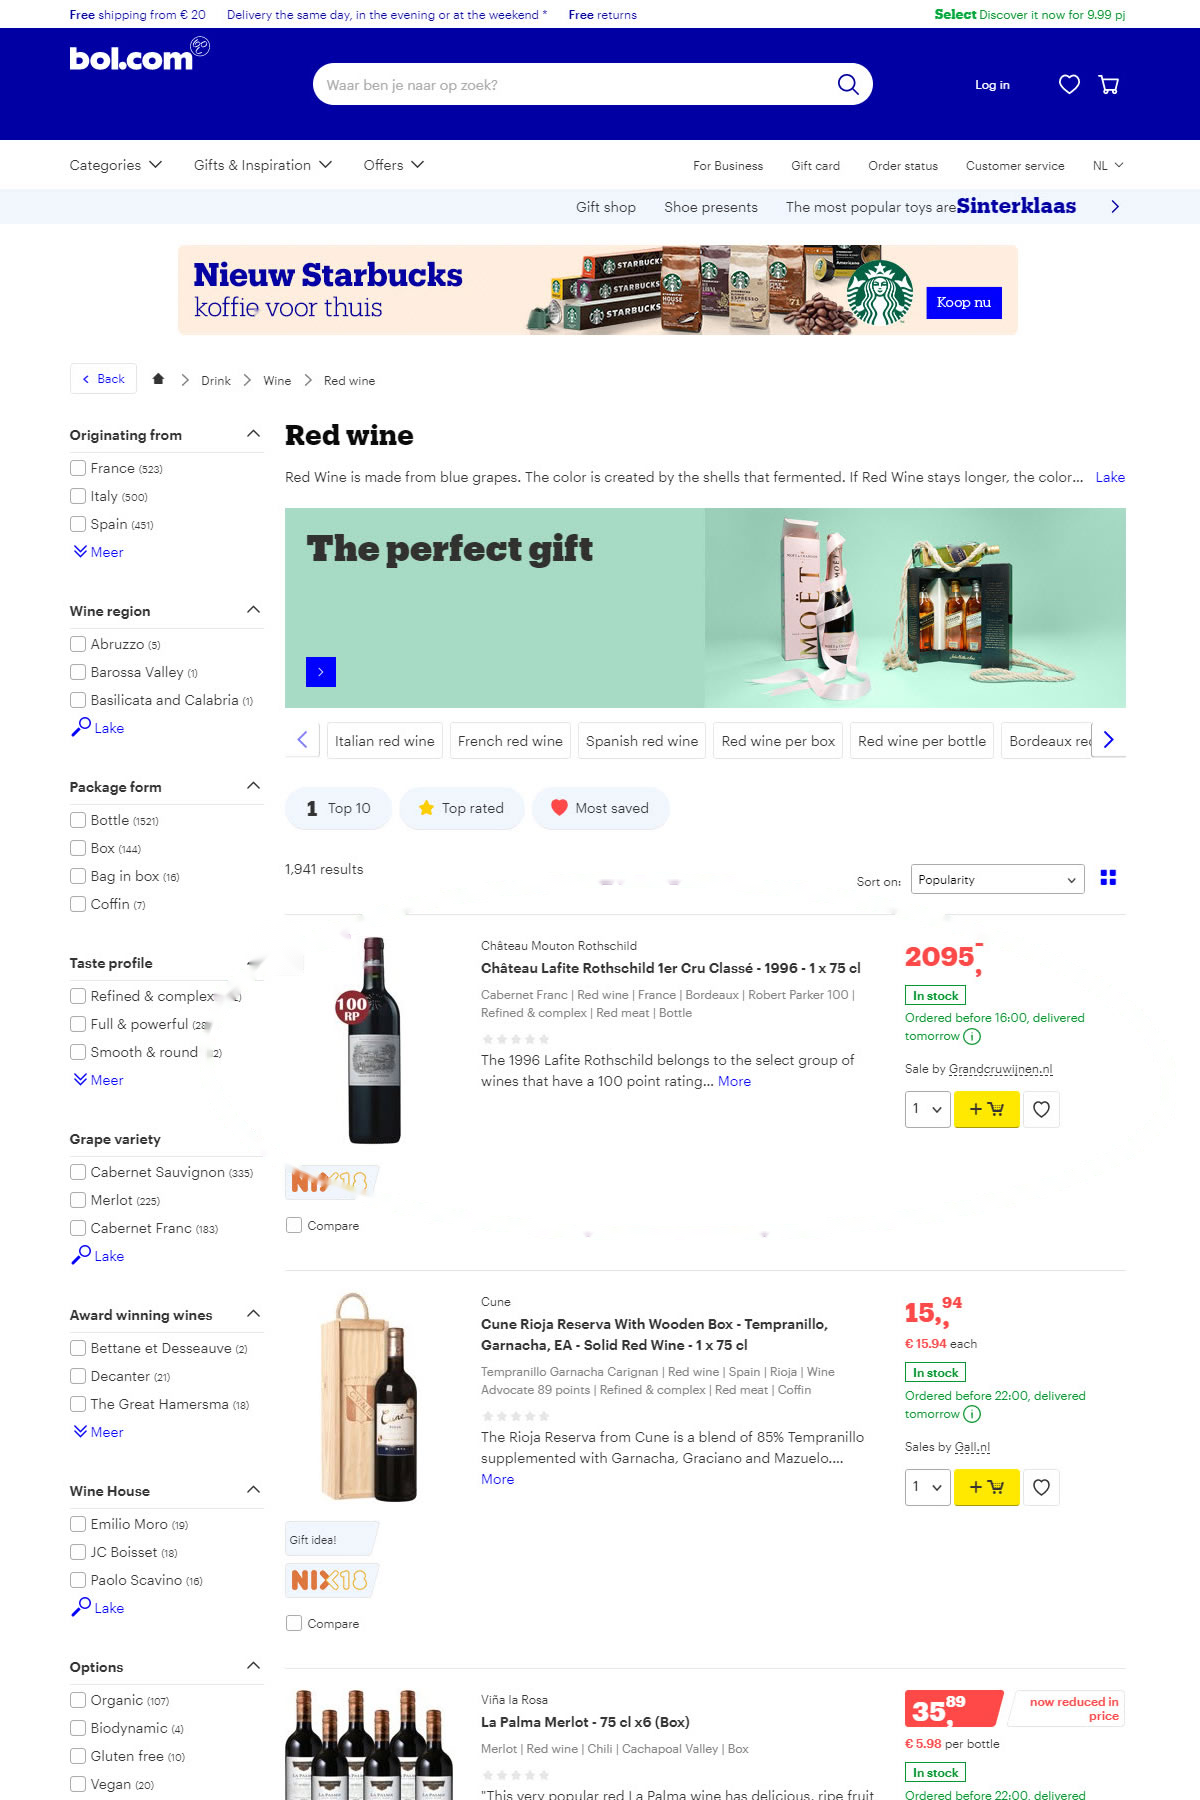 Free shipping from € 20
Delivery the same day, in the evening or at the weekend *
Free returns
Select Discover it now for 9.99 pj
bol.com
Waar ben je naar op zoek?
Log in
Categories
Gifts & Inspiration
Offers
For Business
Gift card
Order status
Customer service
NL
Gift shop
Shoe presents
The most popular toys are
Sinterklaas
Nieuw Starbucks
koffie voor thuis
Koop nu
Back
Drink
Wine
Red wine
Originating from
France (523)
Italy (500)
Spain (451)
Meer
Wine region
Abruzzo (5)
Barossa Valley (1)
Basilicata and Calabria (1)
Lake
Package form
Bottle (1521)
Box (144)
Bag in box (16)
Coffin (7)
Taste profile
Refined & complex
Full & powerful
Smooth & round
Meer
Grape variety
Cabernet Sauvignon (335)
Merlot (225)
Cabernet Franc (183)
Lake
Award winning wines
Bettane et Desseauve (2)
Decanter (21)
The Great Hamersma (18)
Meer
Wine House
Emilio Moro (19)
JC Boisset (18)
Paolo Scavino (16)
Lake
Options
Organic (107)
Biodynamic (4)
Gluten free (10)
Vegan (20)
Red wine
Red Wine is made from blue grapes. The color is created by the shells that fermented. If Red Wine stays longer, the color... Lake
The perfect gift
MOËT
Italian red wine
French red wine
Spanish red wine
Red wine per box
Red wine per bottle
Bordeaux red
1 Top 10
Top rated
Most saved
1,941 results
Sort on:
Popularity
100
RP
Château Mouton Rothschild
Château Lafite Rothschild 1er Cru Classé - 1996 - 1 x 75 cl
Cabernet Franc | Red wine | France | Bordeaux | Robert Parker 100 |
Refined & complex | Red meat | Bottle
The 1996 Lafite Rothschild belongs to the select group of
wines that have a 100 point rating... More
2095,-
In stock
Ordered before 16:00, delivered
tomorrow
Sale by Grandcruwijnen.nl
1
NIX18
Compare
Cune
Cune
Cune Rioja Reserva With Wooden Box - Tempranillo,
Garnacha, EA - Solid Red Wine - 1 x 75 cl
Tempranillo Garnacha Carignan | Red wine | Spain | Rioja | Wine
Advocate 89 points | Refined & complex | Red meat | Coffin
The Rioja Reserva from Cune is a blend of 85% Tempranillo
supplemented with Garnacha, Graciano and Mazuelo....
More
15,,94
€ 15.94 each
In stock
Ordered before 22:00, delivered
tomorrow
Sales by Gall.nl
1
Gift idea!
NIX18
Compare
Viña la Rosa
La Palma Merlot - 75 cl x6 (Box)
Merlot | Red wine | Chili | Cachapoal Valley | Box
"This very popular red La Palma wine has delicious, ripe fruit
35,89
now reduced in
price
€ 5.98 per bottle
In stock
Ordered before 22:00, delivered